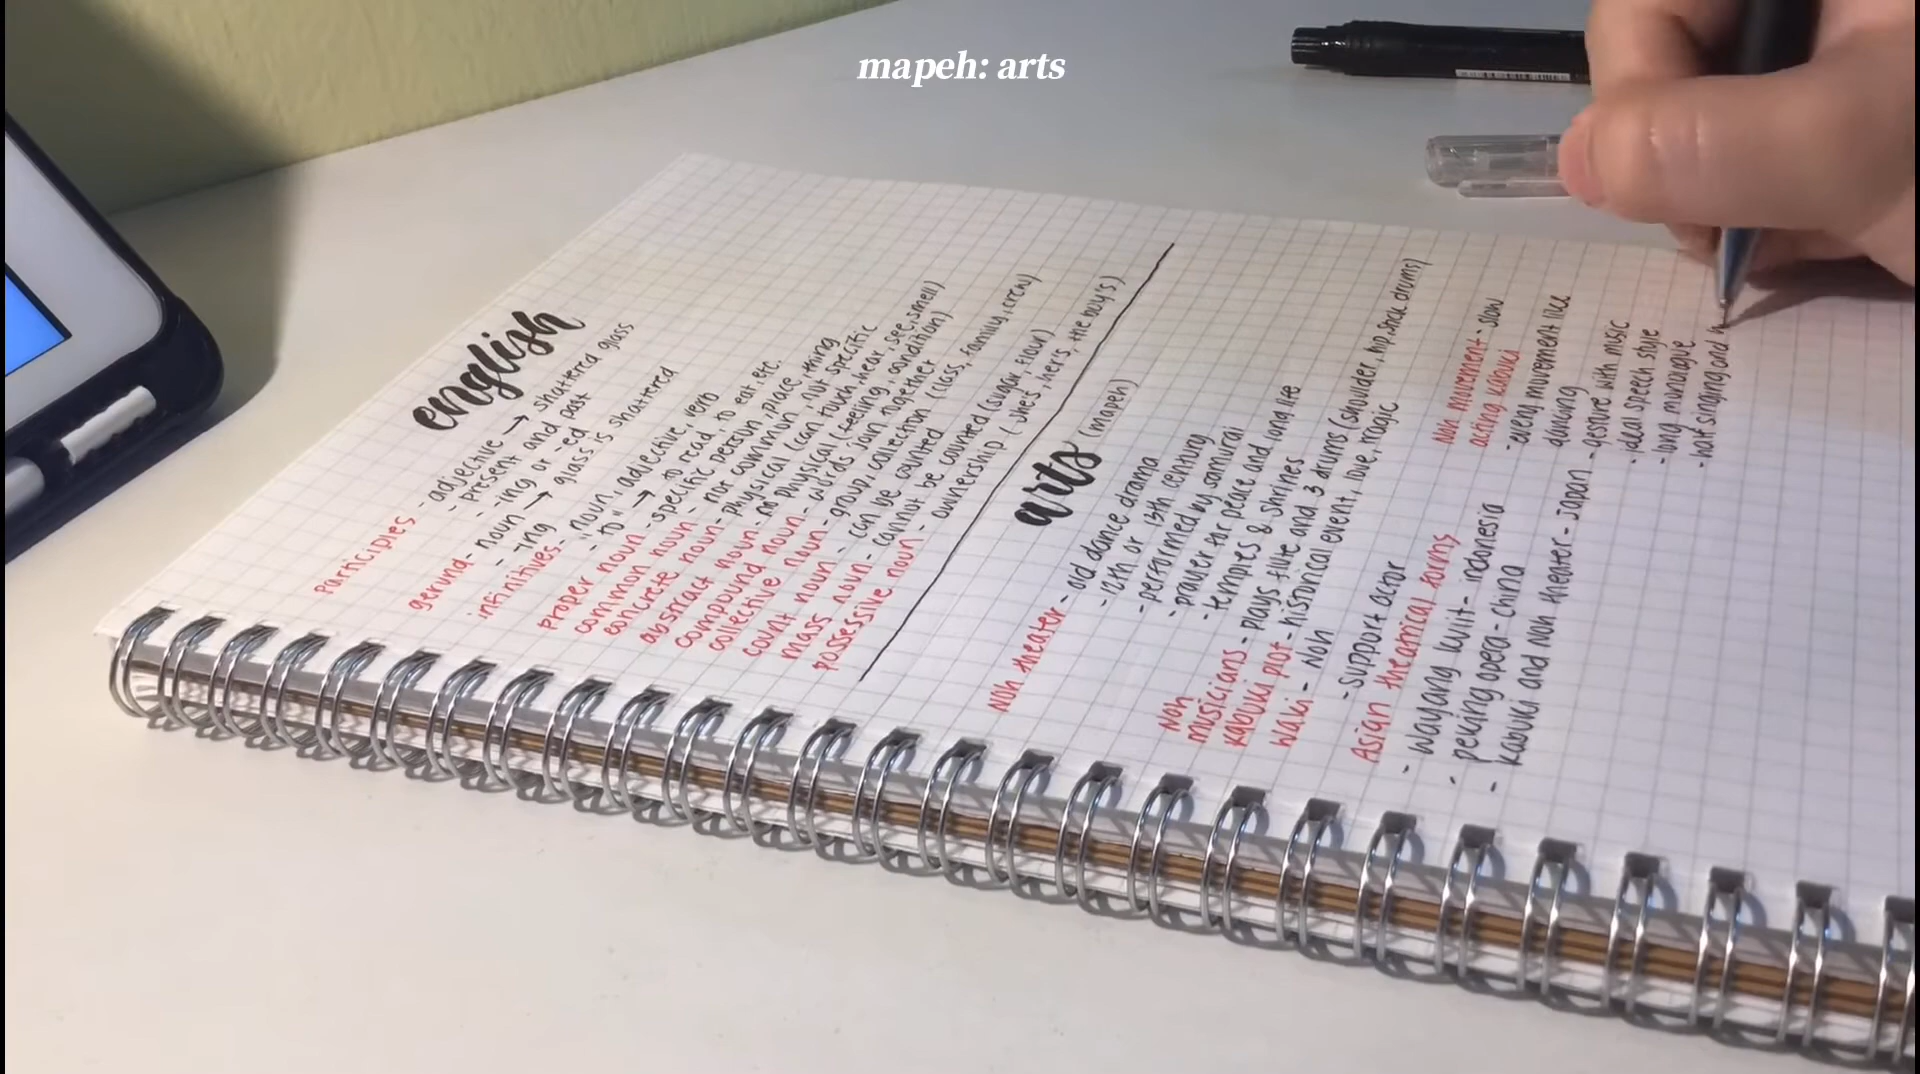 mapeh: arts
english
participles - adjective → shattered glass
- present and past
- -ing or -ed
gerund - noun → glass is shattered
- -ing
infinitives - noun, adjective, verb
- "to" → to read, to eat, etc.
proper noun - specific person, place, thing
common noun - not common, not specific
concrete noun - physical (can touch, hear, see, smell)
abstract noun - no physical (feeling, condition)
compound noun - words join together
collective noun - group, collection (class, family, crew)
count noun - can be counted
mass noun - cannot be counted (sugar, flour)
possessive noun - ownership (hers, the boy's)
arts (mapeh)
Noh theater - old dance drama
- 12th or 13th century
- performed by samurai
- prayer for peace and long life
- temples & shrines
Noh
musicians - plays flute and 3 drums (shoulder, hip, stick drums)
kabuki plot - historical event, love, tragic
Waki - Noh
- support actor
Asian theatrical forms
- wayang kulit - indonesia
- peking opera - china
- kabuki and noh theater - japan
Noh movement - slow
acting kabuki
- every movement like
dancing
- gesture with music
- ideal speech style
- long monologue
- half singing and